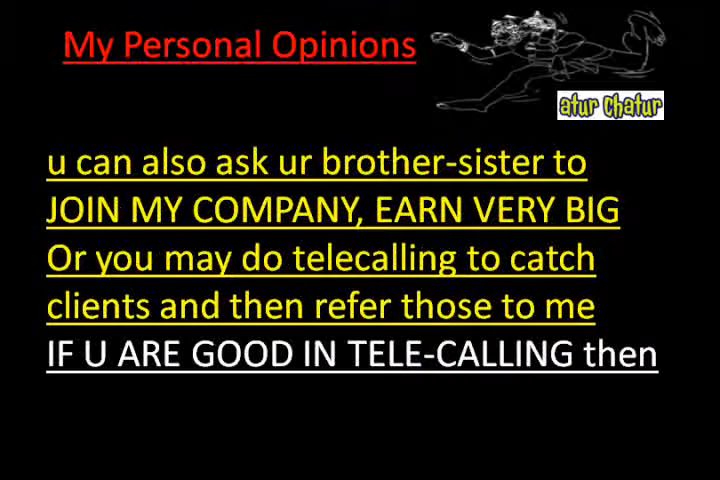 My Personal Opinions
atur chatur
u can also ask ur brother-sister to
JOIN MY COMPANY, EARN VERY BIG
Or you may do telecalling to catch
clients and then refer those to me
IF U ARE GOOD IN TELE-CALLING then